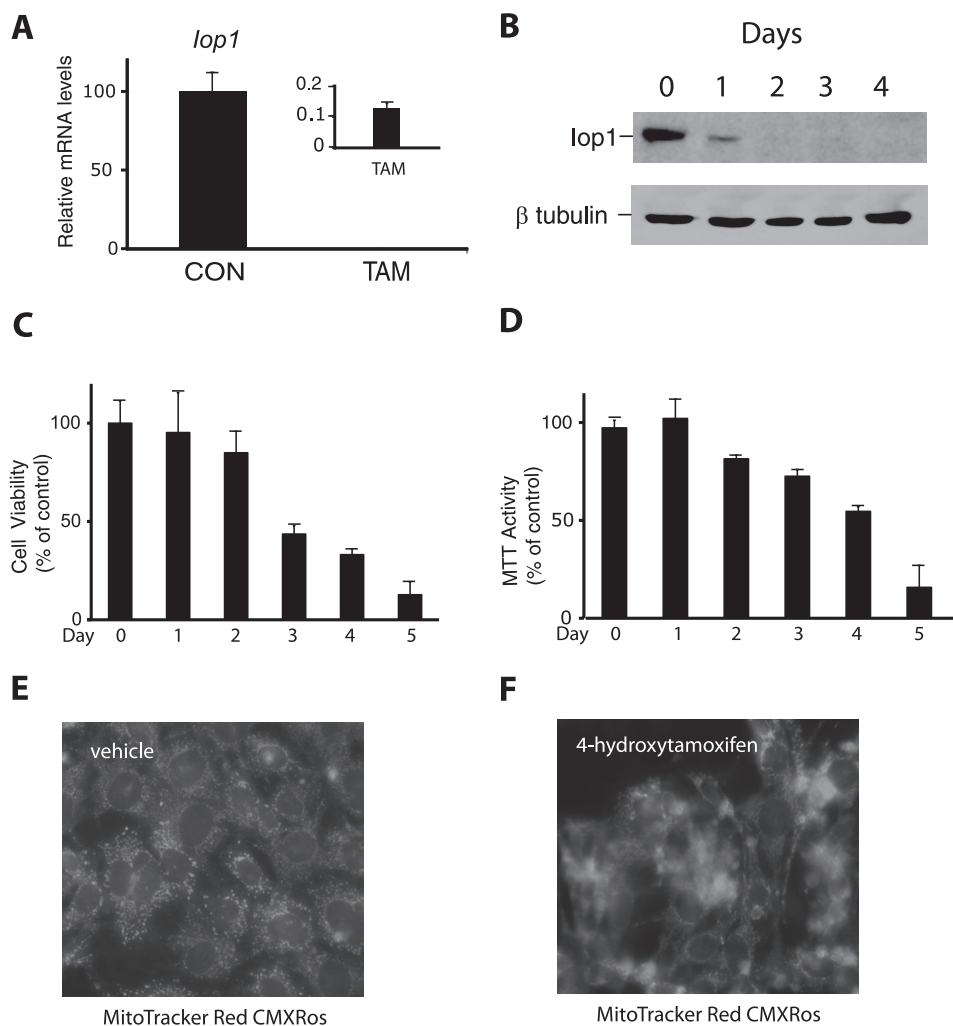 A
Iop1
Relative mRNA levels
100
50
0
CON
TAM
0.2
0.1
0
TAM
B
Days
0 1 2 3 4
Iop1
β tubulin
C
Cell Viability
(% of control)
100
50
0
Day 0 1 2 3 4 5
D
MTT Activity
(% of control)
100
50
0
Day 0 1 2 3 4 5
E
vehicle
MitoTracker Red CMXRos
F
4-hydroxytamoxifen
MitoTracker Red CMXRos